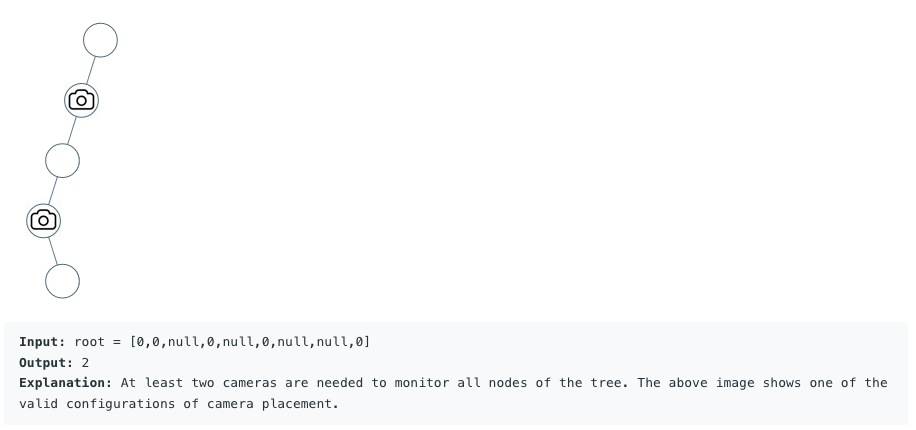 Input: root = [0,0,null,0,null,0,null,null,0]
Output: 2
Explanation: At least two cameras are needed to monitor all nodes of the tree. The above image shows one of the
valid configurations of camera placement.